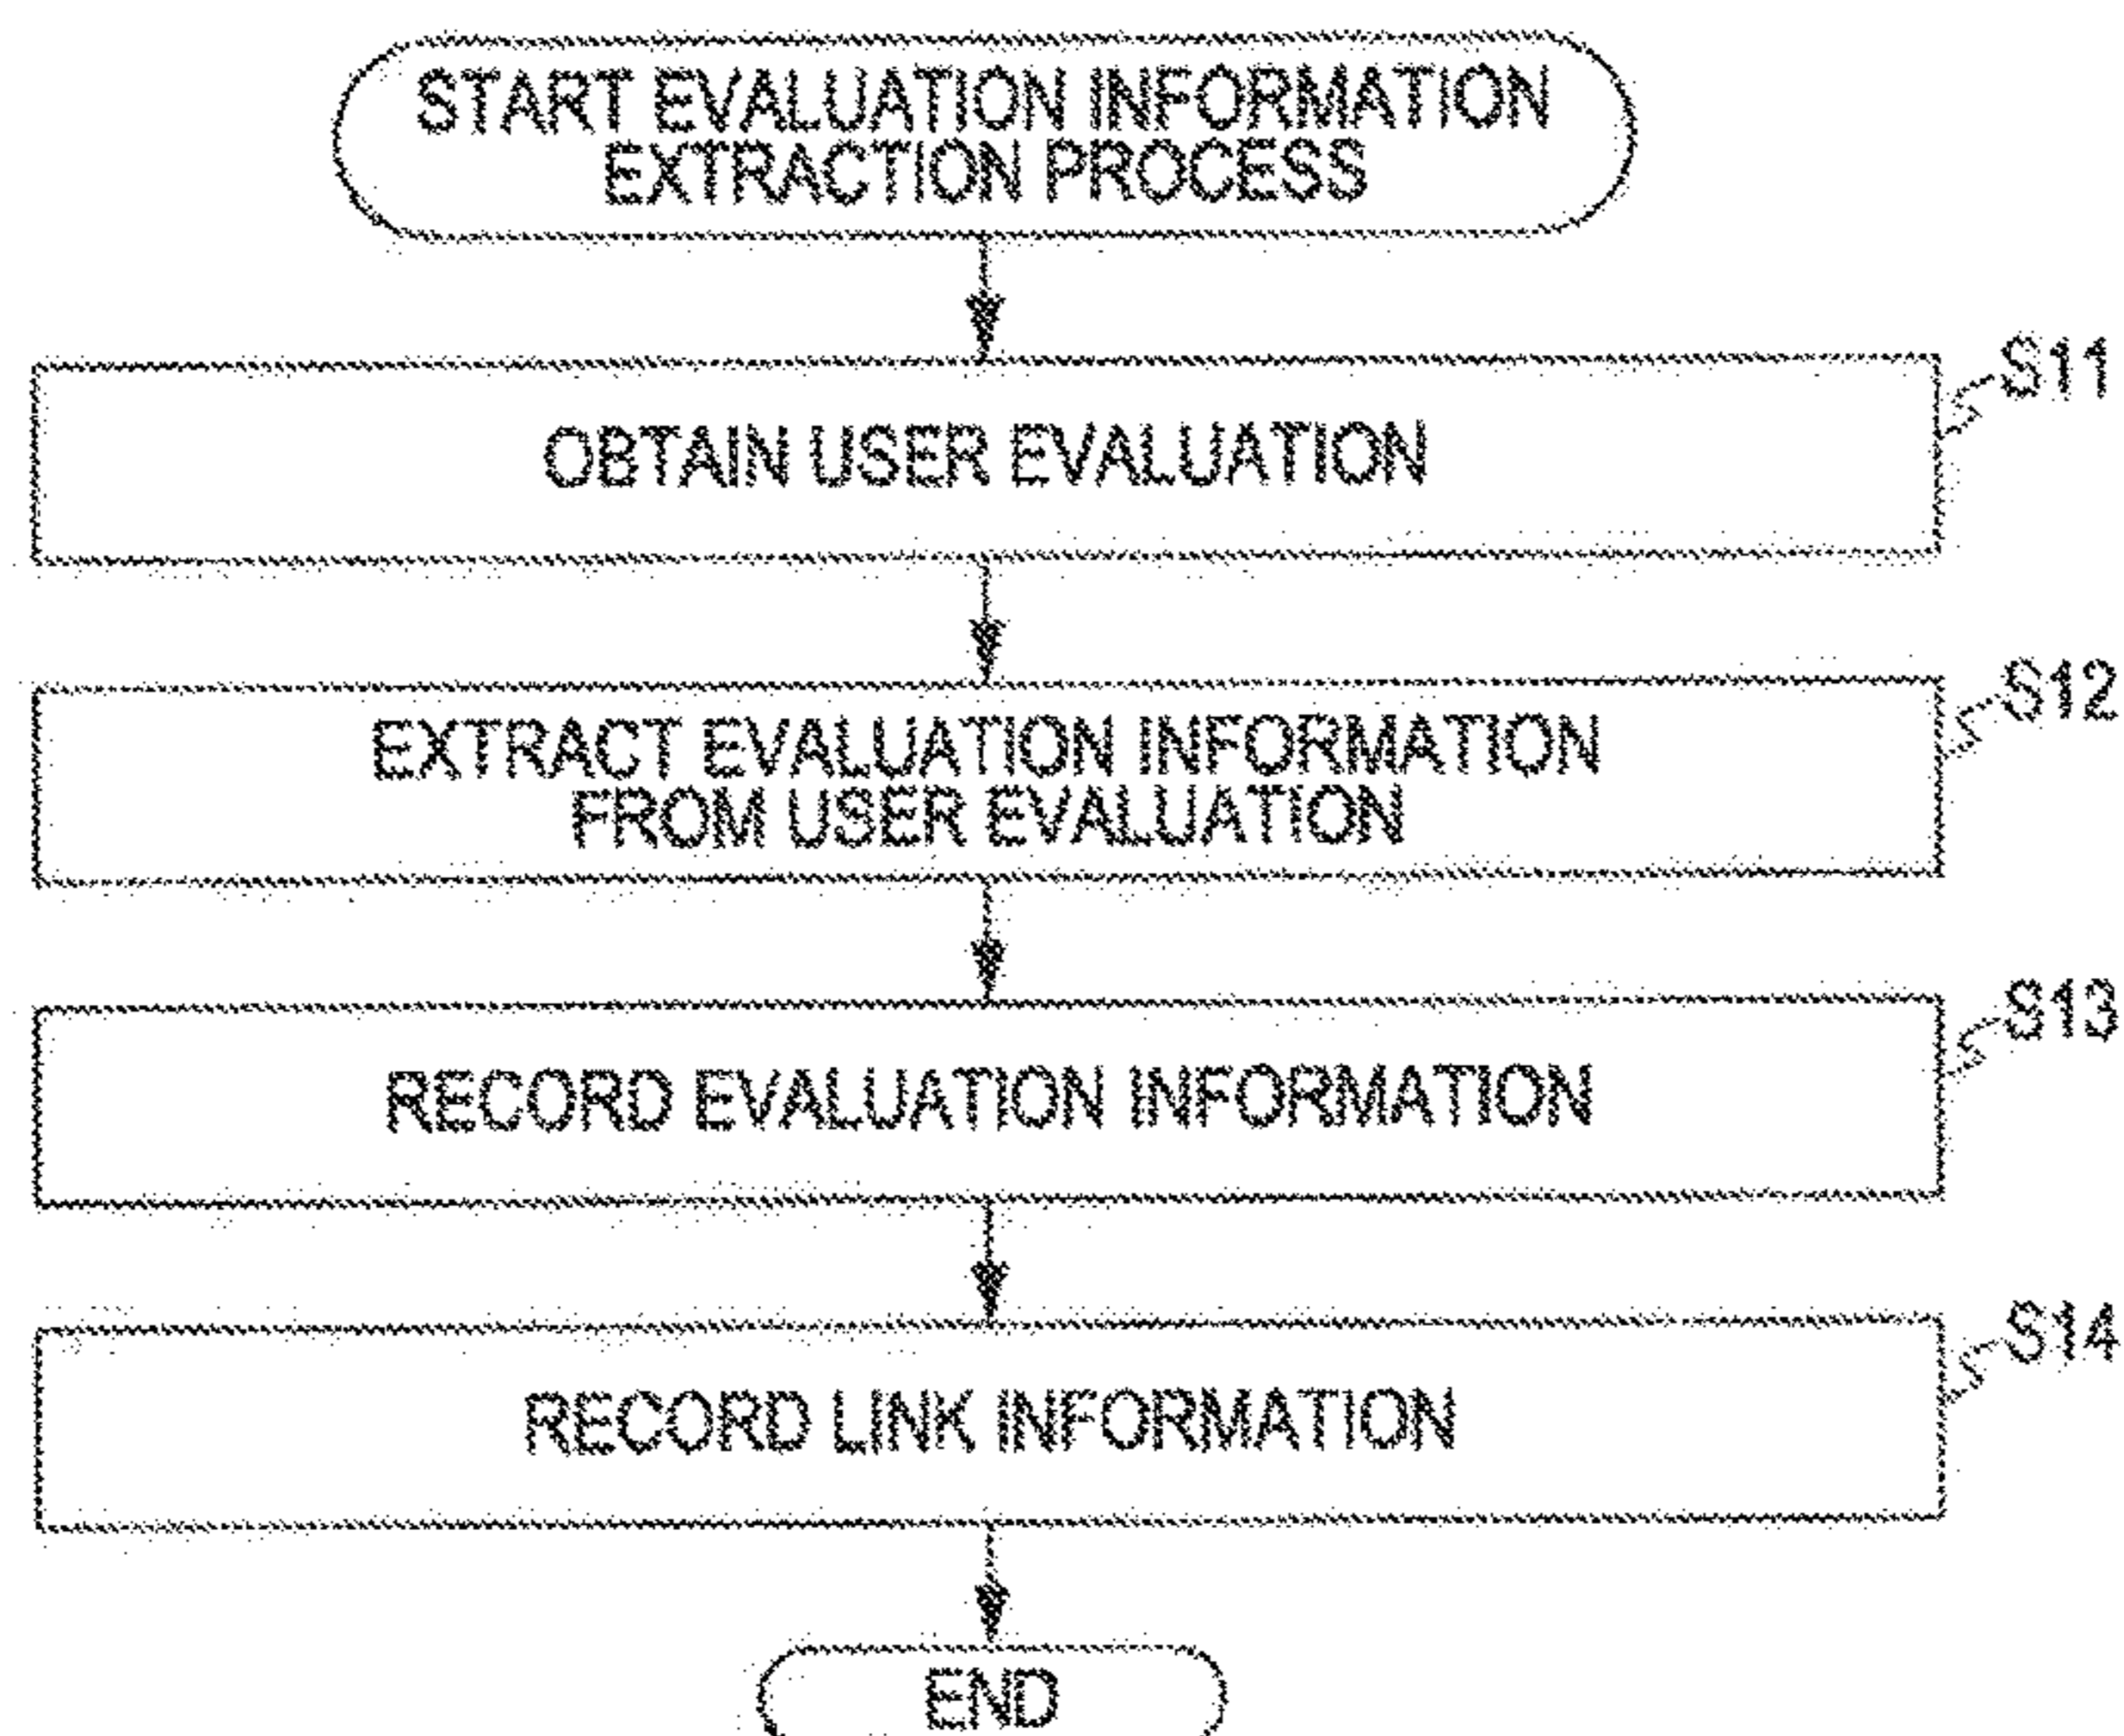 START EVALUATION INFORMATION
EXTRACTION PROCESS
S11
OBTAIN USER EVALUATION
S12
EXTRACT EVALUATION INFORMATION
FROM USER EVALUATION
S13
RECORD EVALUATION INFORMATION
S14
RECORD LINK INFORMATION
END